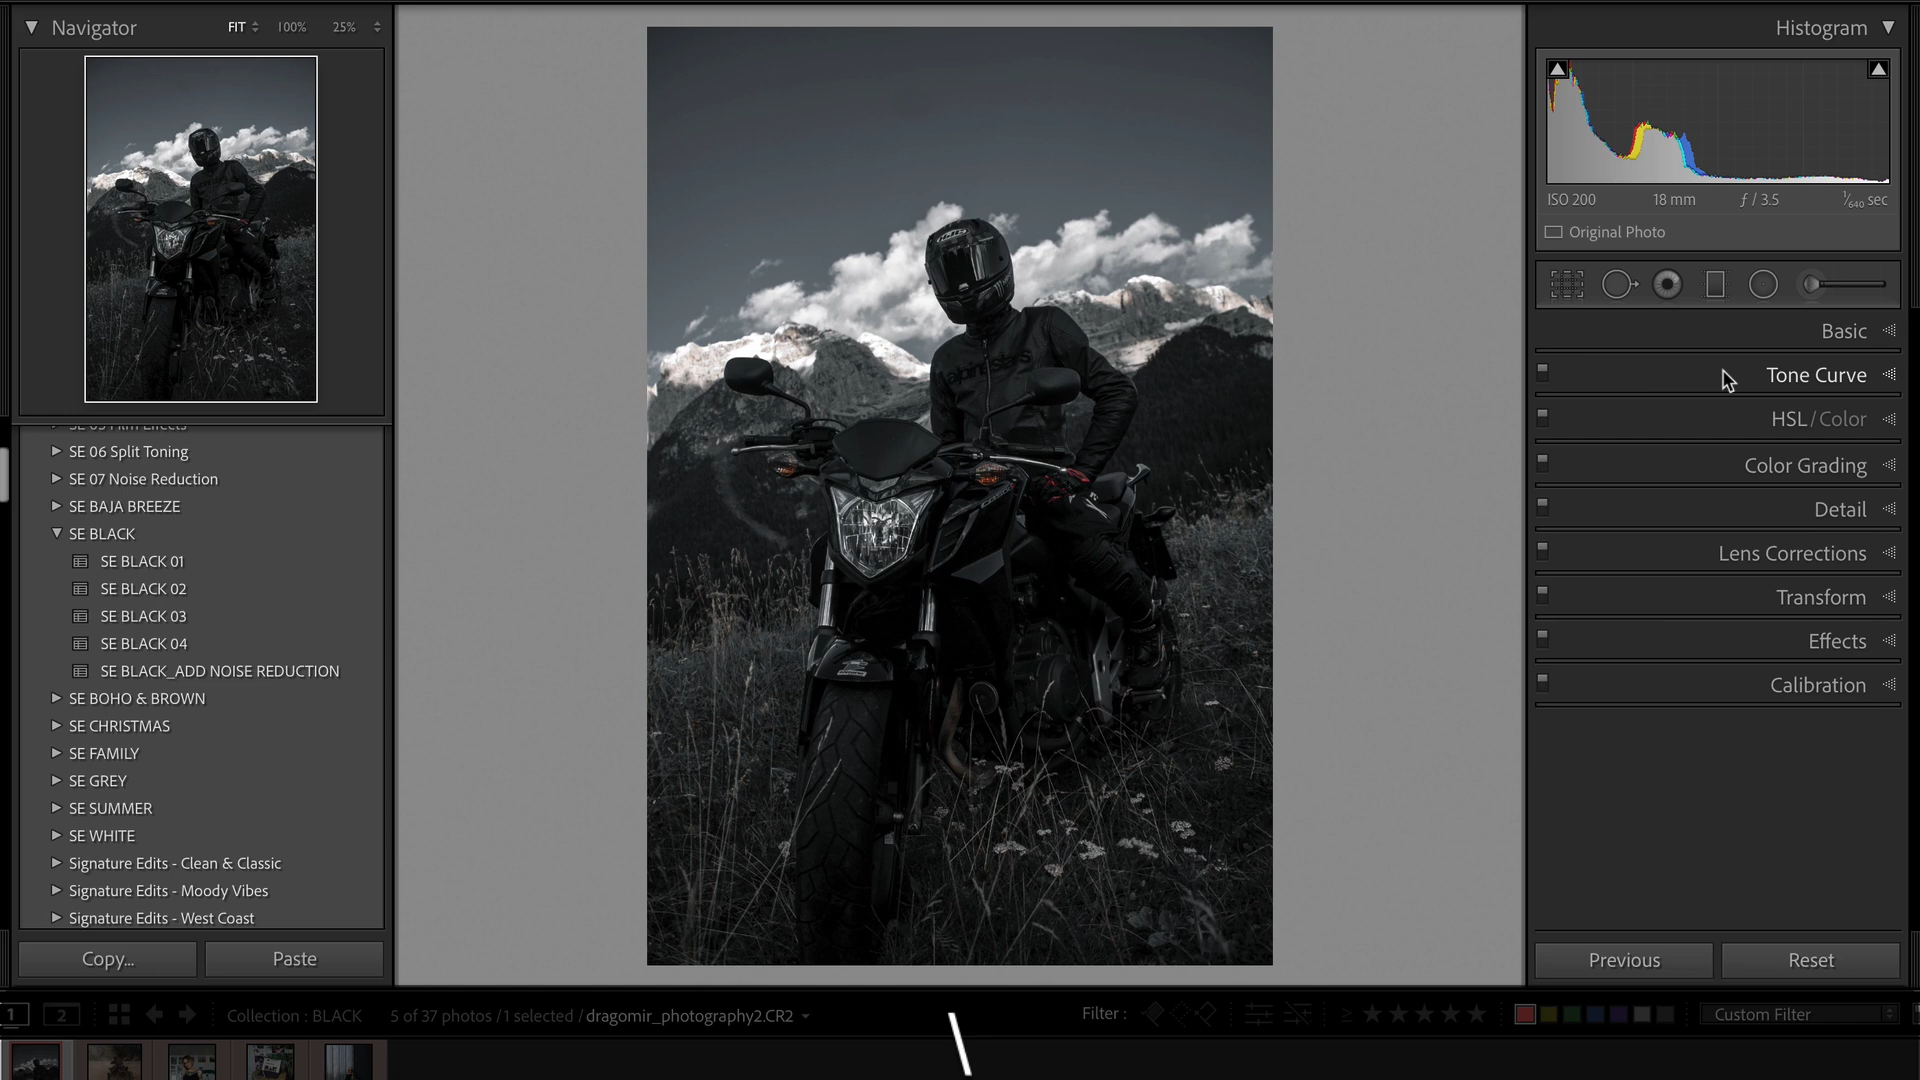 Navigator FIT 100% 25%
SE 06 Split Toning
SE 07 Noise Reduction
SE BAJA BREEZE
SE BLACK
SE BLACK 01
SE BLACK 02
SE BLACK 03
SE BLACK 04
SE BLACK_ADD NOISE REDUCTION
SE BOHO & BROWN
SE CHRISTMAS
SE FAMILY
SE GREY
SE SUMMER
SE WHITE
Signature Edits - Clean & Classic
Signature Edits - Moody Vibes
Signature Edits - West Coast
Copy... Paste
HJC
alpinestars
Histogram
ISO 200 18 mm ƒ / 3.5 1/640 sec
Original Photo
Basic
Tone Curve
HSL / Color
Color Grading
Detail
Lens Corrections
Transform
Effects
Calibration
Previous Reset
1 2 Collection : BLACK 5 of 37 photos / 1 selected / dragomir_photography2.CR2 Filter : ≥ Custom Filter
\